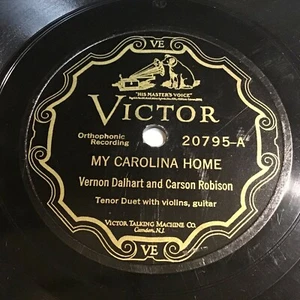 VE
"HIS MASTER'S VOICE"
VICTOR
Orthophonic
Recording
20795-A
MY CAROLINA HOME
Vernon Dalhart and Carson Robison
Tenor Duet with violins, guitar
VICTOR TALKING MACHINE CO.
Camden, N.J.
VE